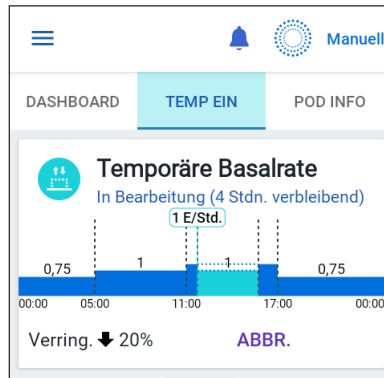 Manuell
DASHBOARD TEMP EIN POD INFO
Temporäre Basalrate
In Bearbeitung (4 Stdn. verbleibend)
1 E/Std.
0,75 1 1 0,75
00:00 05:00 11:00 17:00 00:00
Verring. 20% ABBR.